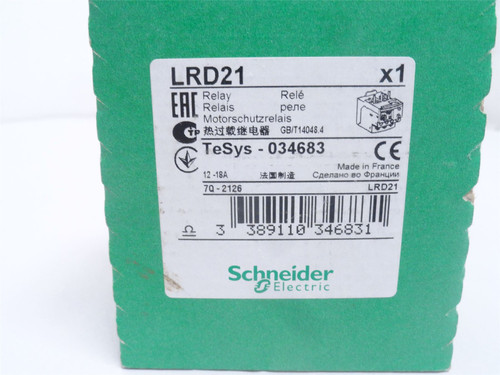 LRD21 x1
EAC Relay Relé
Relais реле
Motorschutzrelais
热过载继电器 GB/T14048.4
TeSys - 034683 CE
Made in France
12 -18A 法国制造 Сделано во Франции
7Q - 2126 LRD21
3 389110 346831
Schneider
Electric